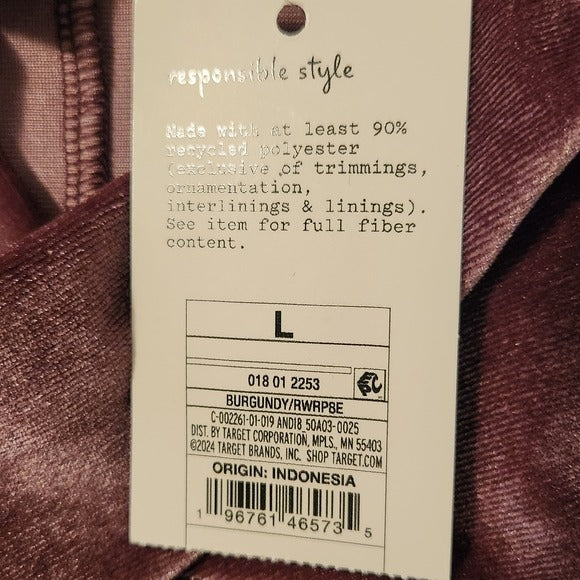 responsible style
Made with at least 90%
recycled polyester
(exclusive of trimmings,
ornamentation,
interlinings & linings).
See item for full fiber
content.
L
018 01 2253
BURGUNDY/RWRP8E
C-002261-01-019 ANDI8 50A03-0025
DIST. BY TARGET CORPORATION, MPLS., MN 55403
©2024 TARGET BRANDS, INC. SHOP TARGET.COM
ORIGIN: INDONESIA
1 96761 46573 5